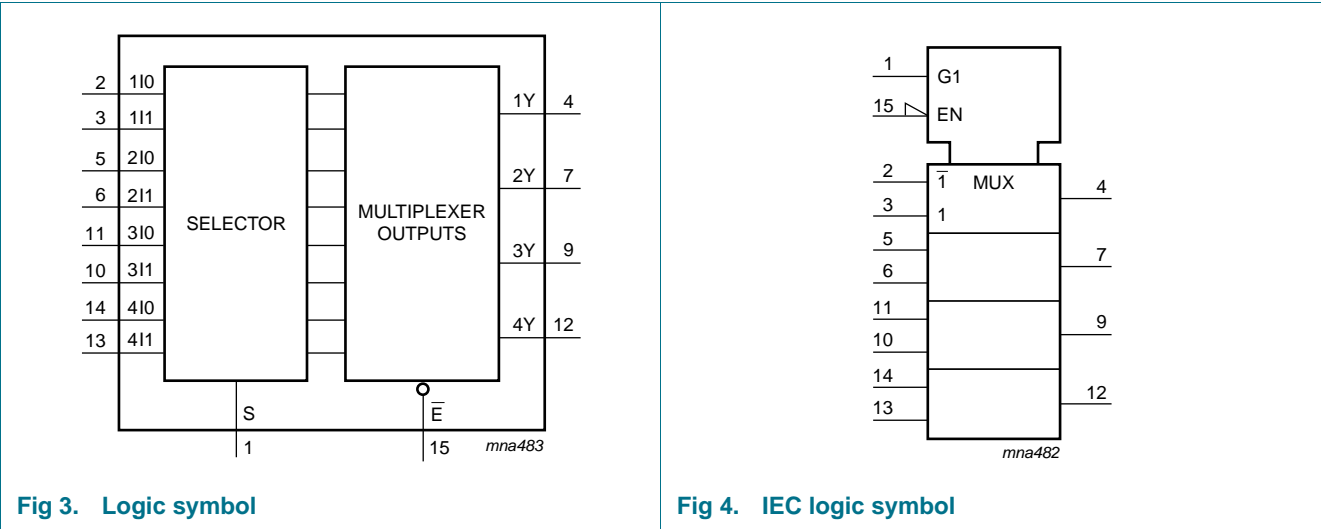 2 1I0
3 1I1
5 2I0
6 2I1
11 3I0
10 3I1
14 4I0
13 4I1
SELECTOR
MULTIPLEXER
OUTPUTS
1Y 4
2Y 7
3Y 9
4Y 12
S
1
E̅
15
mna483
Fig 3. Logic symbol
1
G1
15
EN
2
1̅
MUX
4
3
1
5
7
6
11
9
10
14
12
13
mna482
Fig 4. IEC logic symbol